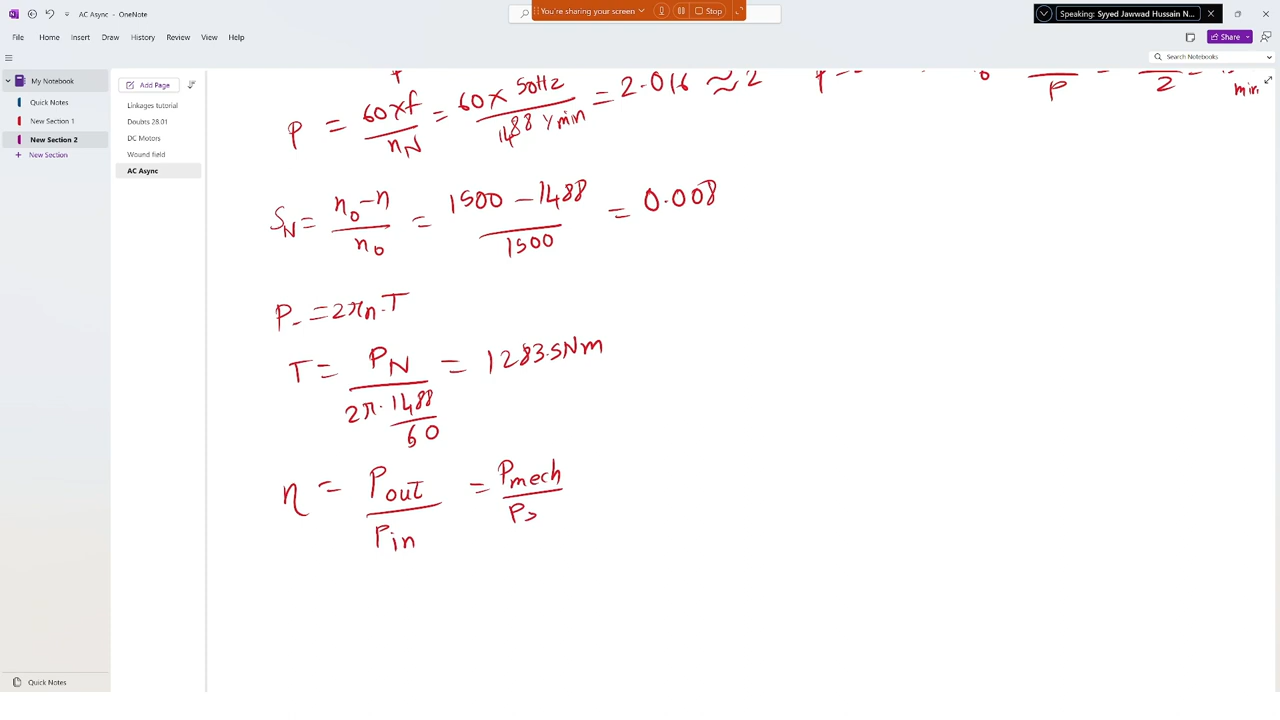 AC Async - OneNote
You're sharing your screen
Stop
Speaking: Syyed Jawwad Hussain N...
File Home Insert Draw History Review View Help
Share
Search Notebooks
My Notebook
Quick Notes
New Section 1
New Section 2
New Section
Add Page
Linkages tutorial
Doubts 28.01
DC Motors
Wound field
AC Async
p = 60xf / nN = 60 x 50Hz / 1488 1/min = 2.016 ≈ 2
SN = n0 - n / n0 = 1500 - 1488 / 1500 = 0.008
P = 2πn.T
T = PN / 2π. 1488 / 60 = 1283.5Nm
η = Pout / Pin = Pmech / Ps
Quick Notes